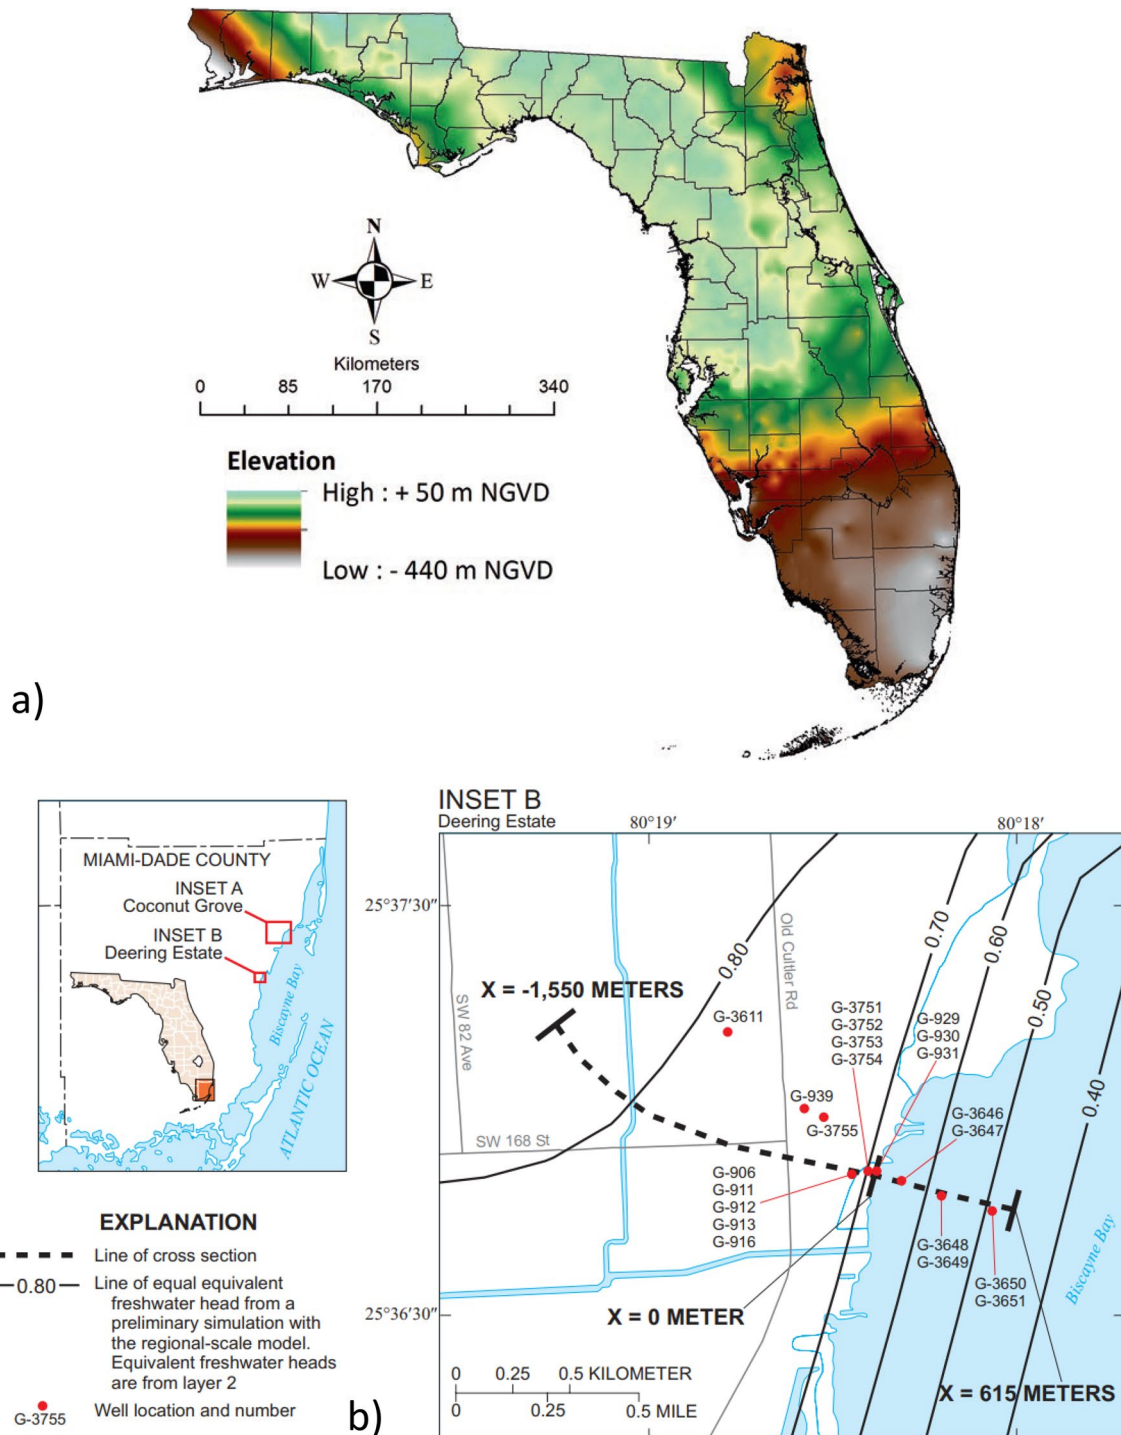 N
W
E
S
Kilometers
0 85 170 340
Elevation
High : + 50 m NGVD
Low : - 440 m NGVD
a)
MIAMI-DADE COUNTY
INSET A
Coconut Grove
INSET B
Deering Estate
Biscayne Bay
ATLANTIC OCEAN
EXPLANATION
Line of cross section
0.80
Line of equal equivalent
freshwater head from a
preliminary simulation with
the regional-scale model.
Equivalent freshwater heads
are from layer 2
G-3755
Well location and number
b)
INSET B
Deering Estate
80°19′
80°18′
25°37′30″
25°36′30″
X = -1,550 METERS
SW 82 Ave
SW 168 St
Old Cultler Rd
0.80
0.70
0.60
0.50
0.40
G-3611
G-939
G-3755
G-3751
G-3752
G-3753
G-3754
G-929
G-930
G-931
G-3646
G-3647
G-906
G-911
G-912
G-913
G-916
G-3648
G-3649
G-3650
G-3651
Biscayne Bay
X = 0 METER
X = 615 METERS
0 0.25 0.5 KILOMETER
0 0.25 0.5 MILE